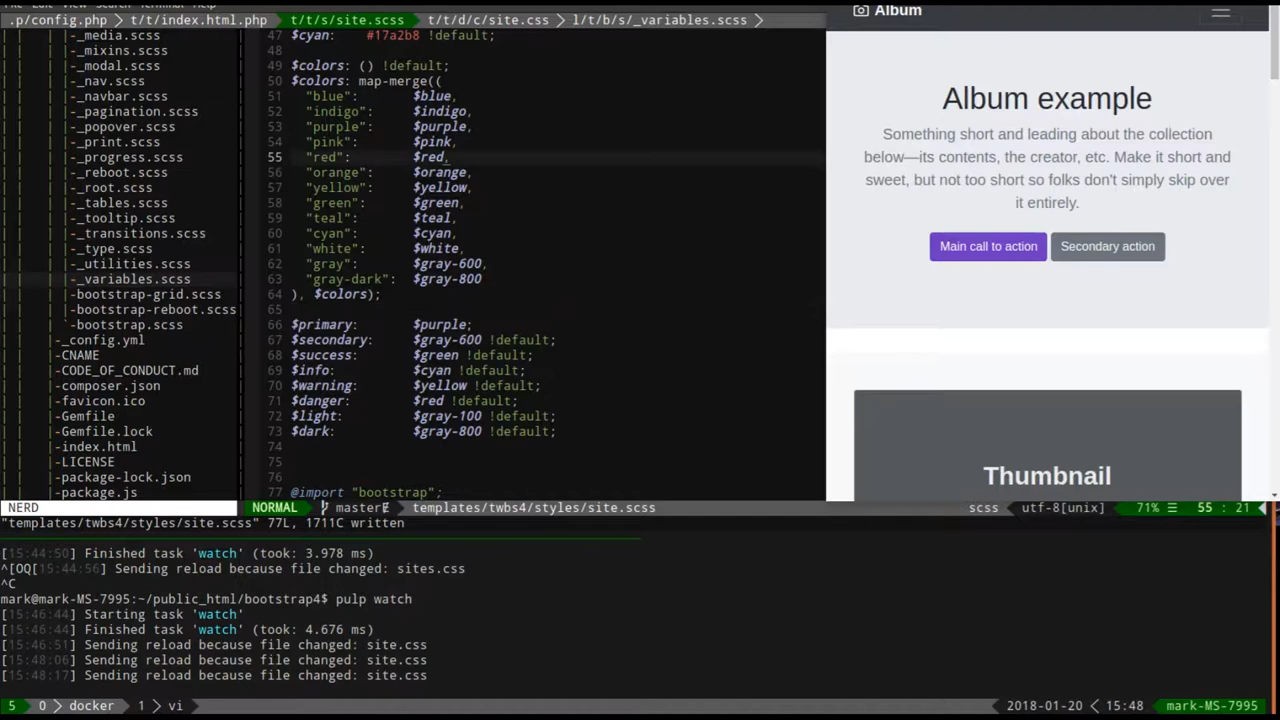 .p/config.php  t/t/index.html.php  t/t/s/site.scss  t/t/d/c/site.css  l/t/b/s/_variables.scss
|-_media.scss
|-_mixins.scss
|-_modal.scss
|-_nav.scss
|-_navbar.scss
|-_pagination.scss
|-_popover.scss
|-_print.scss
|-_progress.scss
|-_reboot.scss
|-_root.scss
|-_tables.scss
|-_tooltip.scss
|-_transitions.scss
|-_type.scss
|-_utilities.scss
|-_variables.scss
|-bootstrap-grid.scss
|-bootstrap-reboot.scss
`-bootstrap.scss
|-_config.yml
|-CNAME
|-CODE_OF_CONDUCT.md
|-composer.json
|-favicon.ico
|-Gemfile
|-Gemfile.lock
|-index.html
|-LICENSE
|-package-lock.json
|-package.js
47 $cyan:    #17a2b8 !default;
48
49 $colors: () !default;
50 $colors: map-merge((
51   "blue":       $blue,
52   "indigo":     $indigo,
53   "purple":     $purple,
54   "pink":       $pink,
55   "red":        $red,
56   "orange":     $orange,
57   "yellow":     $yellow,
58   "green":      $green,
59   "teal":       $teal,
60   "cyan":       $cyan,
61   "white":      $white,
62   "gray":       $gray-600,
63   "gray-dark":  $gray-800
64 ), $colors);
65
66 $primary:       $purple;
67 $secondary:     $gray-600 !default;
68 $success:       $green !default;
69 $info:          $cyan !default;
70 $warning:       $yellow !default;
71 $danger:        $red !default;
72 $light:         $gray-100 !default;
73 $dark:          $gray-800 !default;
74
75
76
77 @import "bootstrap";
Album
Album example
Something short and leading about the collection
below—its contents, the creator, etc. Make it short and
sweet, but not too short so folks don't simply skip over
it entirely.
Main call to action  Secondary action
Thumbnail
NERD  NORMAL  master  templates/twbs4/styles/site.scss  scss  utf-8[unix]  71% ☰  55 : 21
"templates/twbs4/styles/site.scss" 77L, 1711C written
[15:44:50] Finished task 'watch' (took: 3.978 ms)
^[OQ[15:44:56] Sending reload because file changed: sites.css
^C
mark@mark-MS-7995:~/public_html/bootstrap4$ pulp watch
[15:46:44] Starting task 'watch'
[15:46:44] Finished task 'watch' (took: 4.676 ms)
[15:46:51] Sending reload because file changed: site.css
[15:48:06] Sending reload because file changed: site.css
[15:48:17] Sending reload because file changed: site.css
5  0  docker  1  vi  2018-01-20  15:48  mark-MS-7995